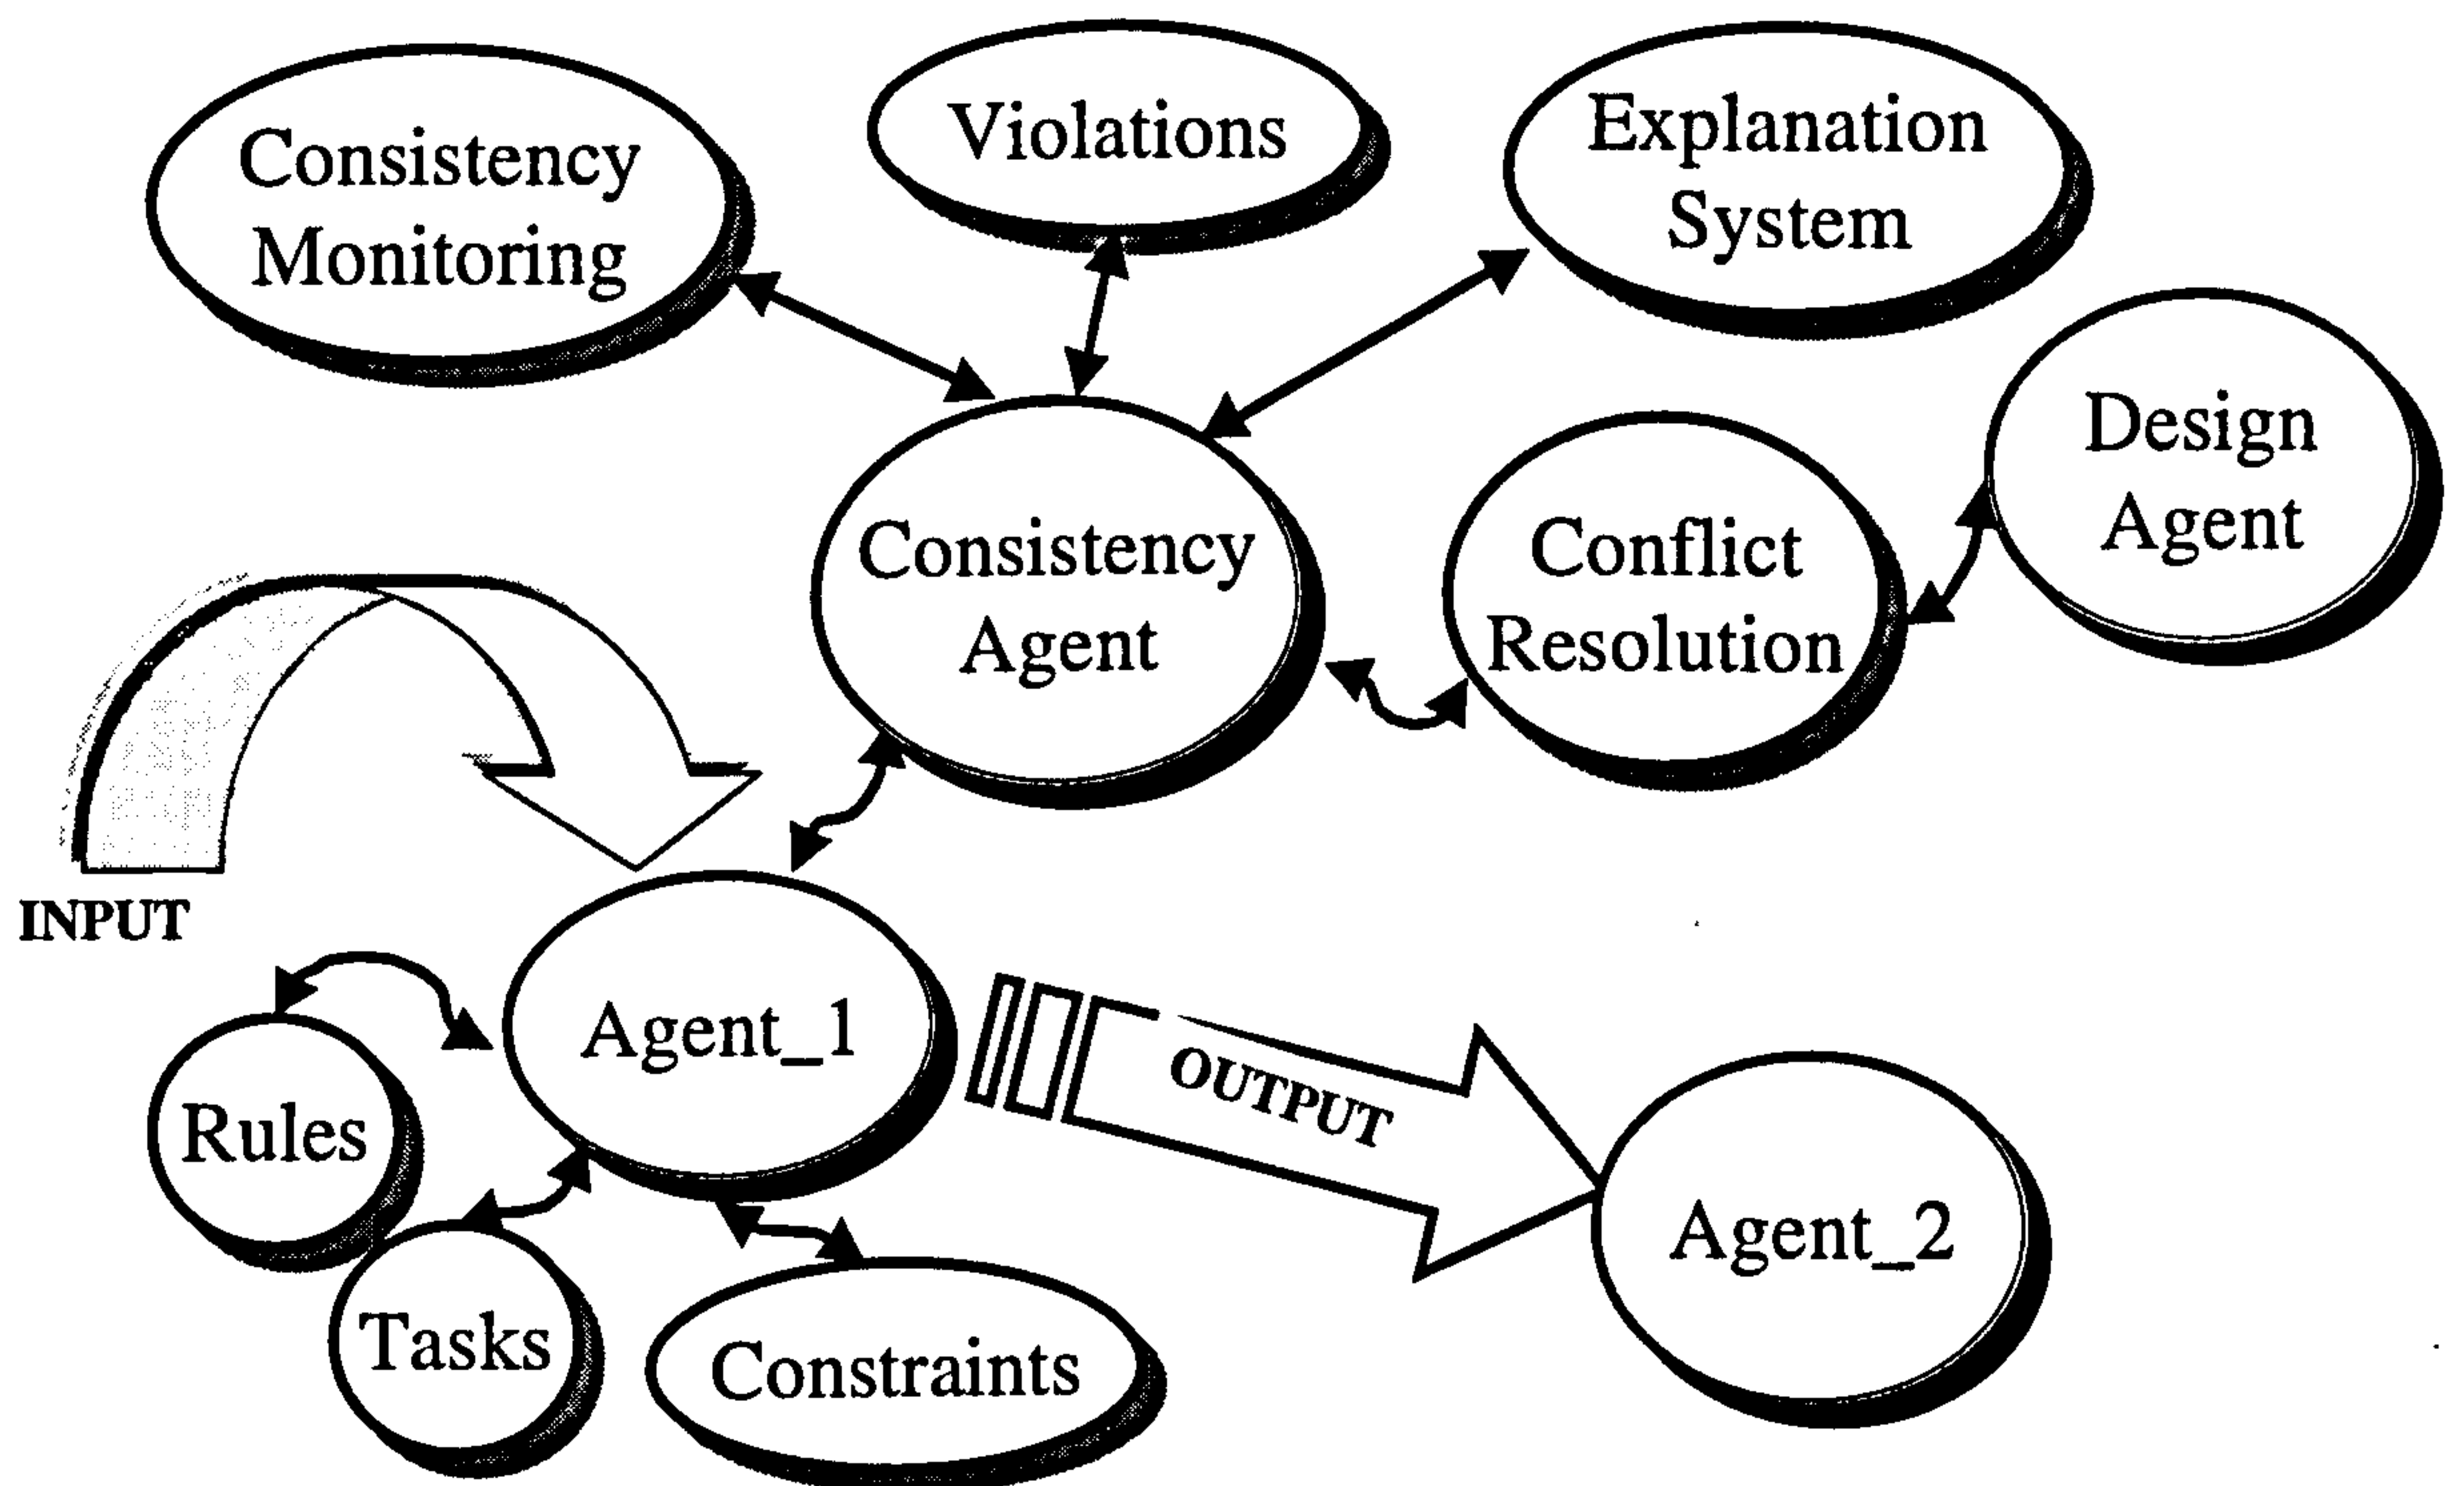 Consistency
Monitoring
Violations
Explanation
System
Design
Agent
Consistency
Agent
Conflict
Resolution
INPUT
Agent_1
OUTPUT
Rules
Agent_2
Tasks
Constraints